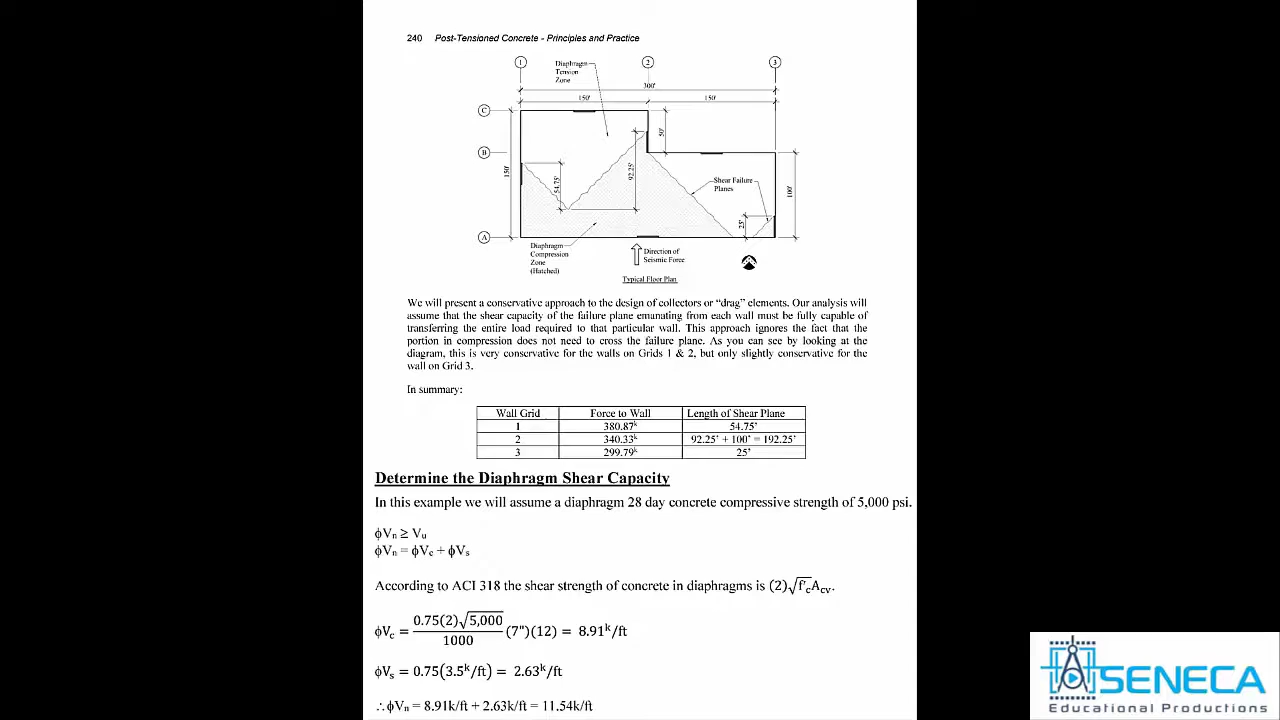 240 Post-Tensioned Concrete - Principles and Practice
1
Diaphragm
Tension
Zone
2
3
300'
150'
150'
C
50'
B
150'
54.75'
92.25'
Shear Failure
Planes
100'
25'
A
Diaphragm
Compression
Zone
(Hatched)
Direction of
Seismic Force
Typical Floor Plan
We will present a conservative approach to the design of collectors or “drag” elements. Our analysis will
assume that the shear capacity of the failure plane emanating from each wall must be fully capable of
transferring the entire load required to that particular wall. This approach ignores the fact that the
portion in compression does not need to cross the failure plane. As you can see by looking at the
diagram, this is very conservative for the walls on Grids 1 & 2, but only slightly conservative for the
wall on Grid 3.
In summary:
Wall Grid Force to Wall Length of Shear Plane
1 380.87ᵏ 54.75’
2 340.33ᵏ 92.25’ + 100’ = 192.25’
3 299.79ᵏ 25’
Determine the Diaphragm Shear Capacity
In this example we will assume a diaphragm 28 day concrete compressive strength of 5,000 psi.
ϕVₙ ≥ Vᵤ
ϕVₙ = ϕV꜀ + ϕVₛ
According to ACI 318 the shear strength of concrete in diaphragms is (2)√f′c Acv.
ϕVc = 0.75(2)√5,000 / 1000 (7")(12) = 8.91ᵏ/ft
ϕVₛ = 0.75(3.5ᵏ/ft) = 2.63ᵏ/ft
∴ϕVₙ = 8.91k/ft + 2.63k/ft = 11.54k/ft
SENECA
Educational Productions